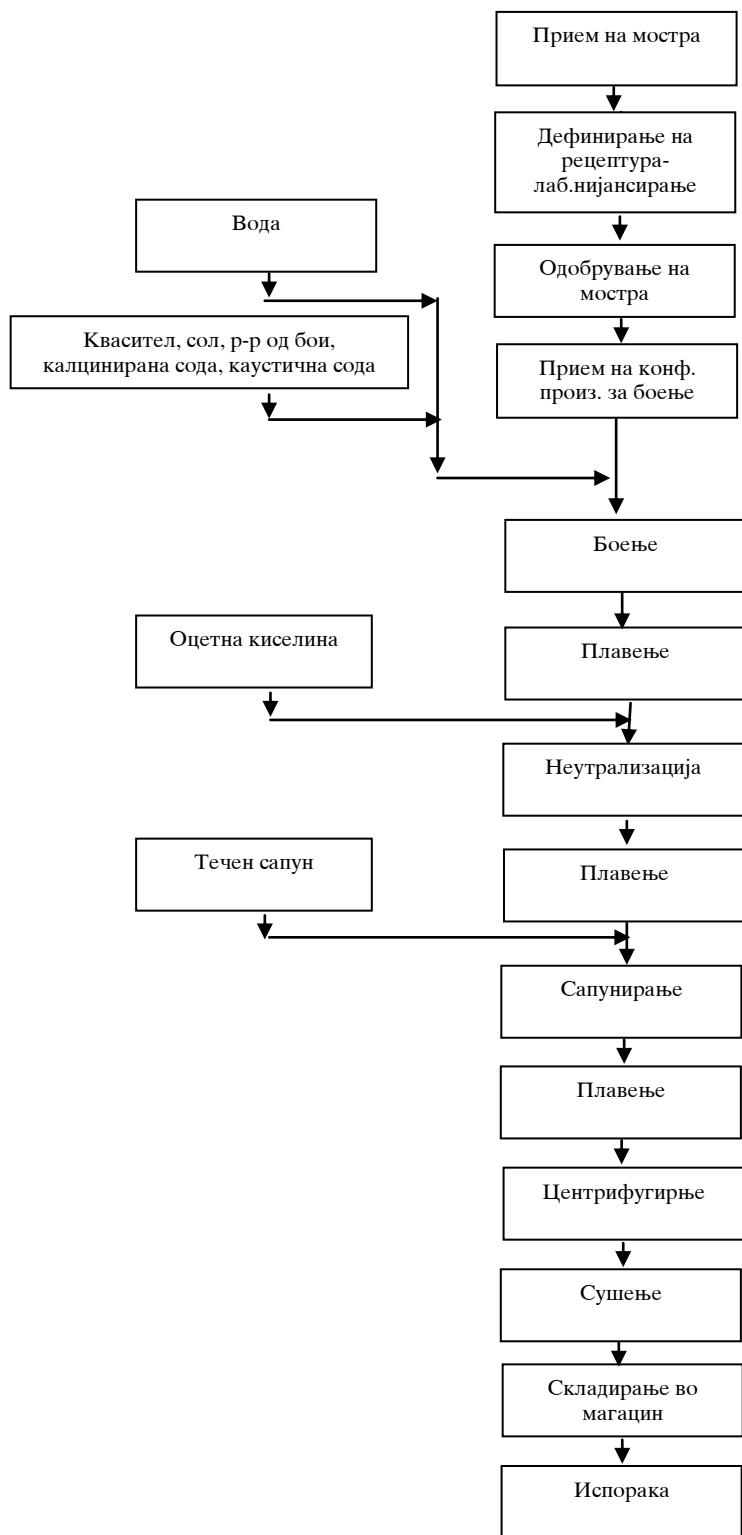 Прием на мостра
Дефинирање на
рецептура-
лаб.нијансирање
Вода
Одобрување на
мостра
Квасител, сол, р-р од бои,
калцинирана сода, каустична сода
Прием на конф.
произ. за боење
Боење
Оцетна киселина
Плавење
Неутрализација
Течен сапун
Плавење
Сапунирање
Плавење
Центрифугирње
Сушење
Складирање во
магацин
Испорака